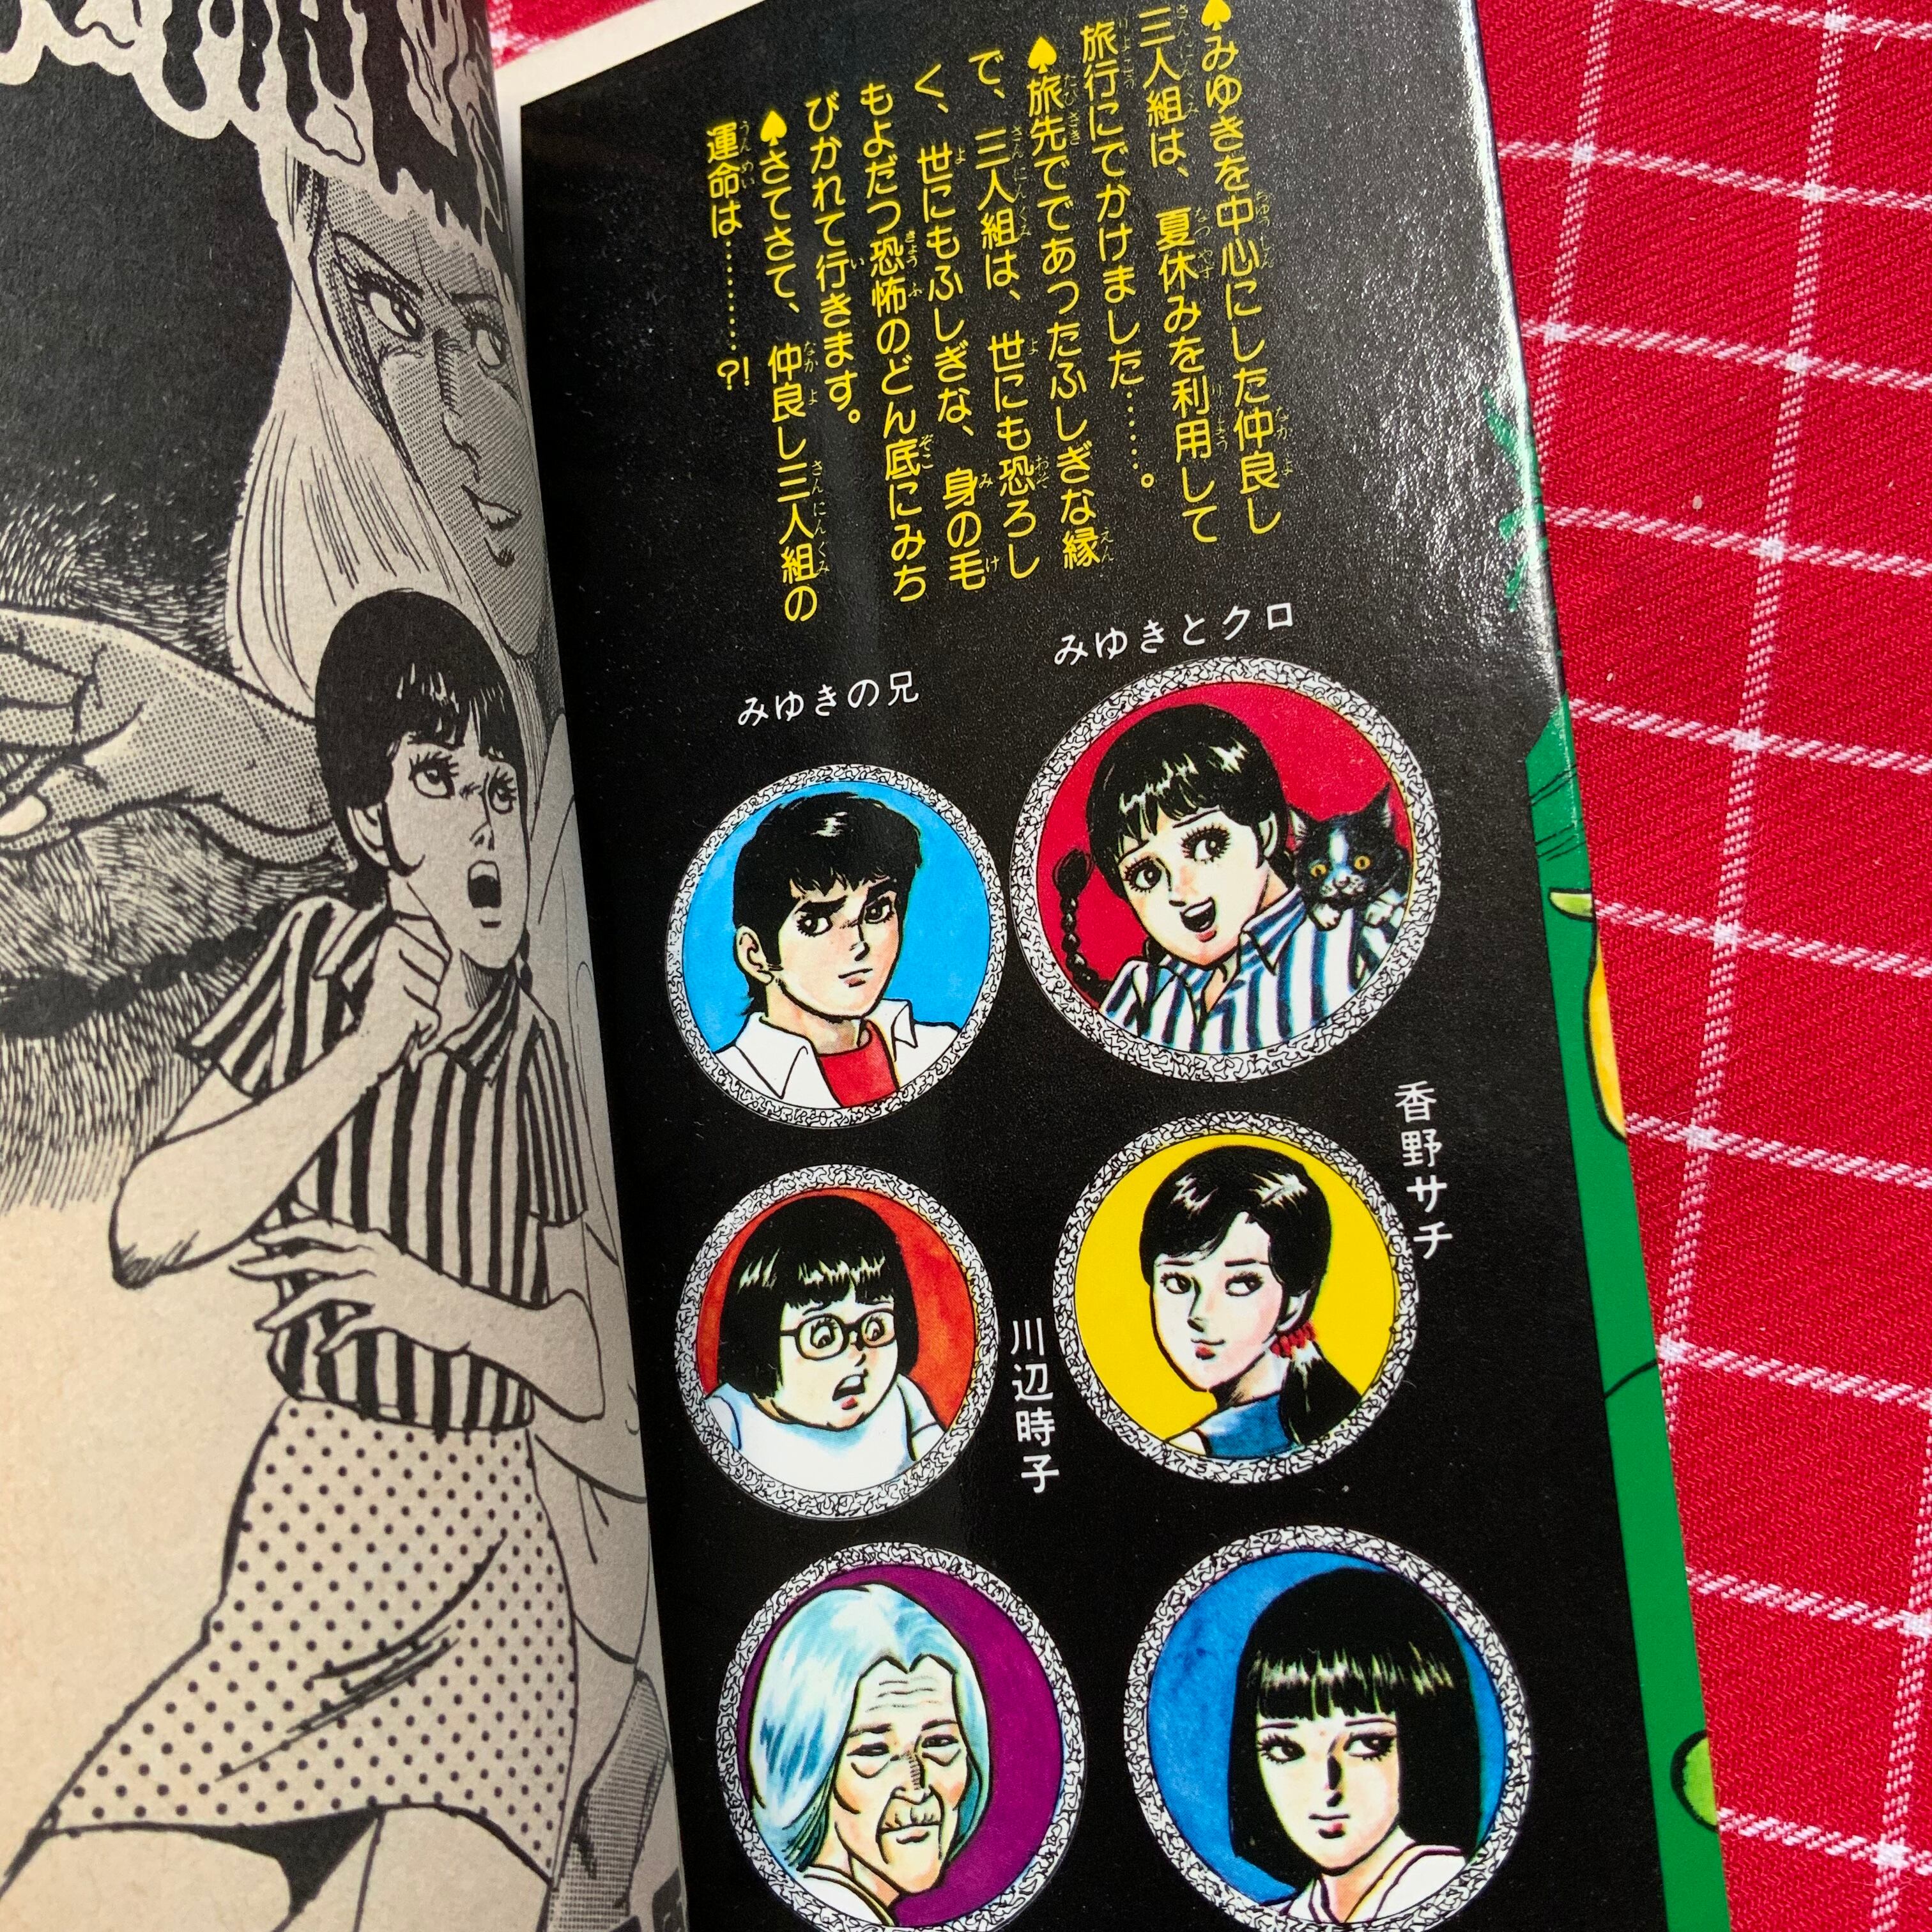 ♠みゆきを中心にした仲良し
三人組は、夏休みを利用して
旅行にでかけました……。
♠旅先ででであったふしぎな縁
で、三人組は、世にも恐ろし
く、世にもふしぎな、身の毛
もよだつ恐怖のどん底にみち
びかれて行きます。
♠さてさて、仲良し三人組の
運命は………?!
みゆきとクロ
みゆきの兄
香野サチ
川辺時子